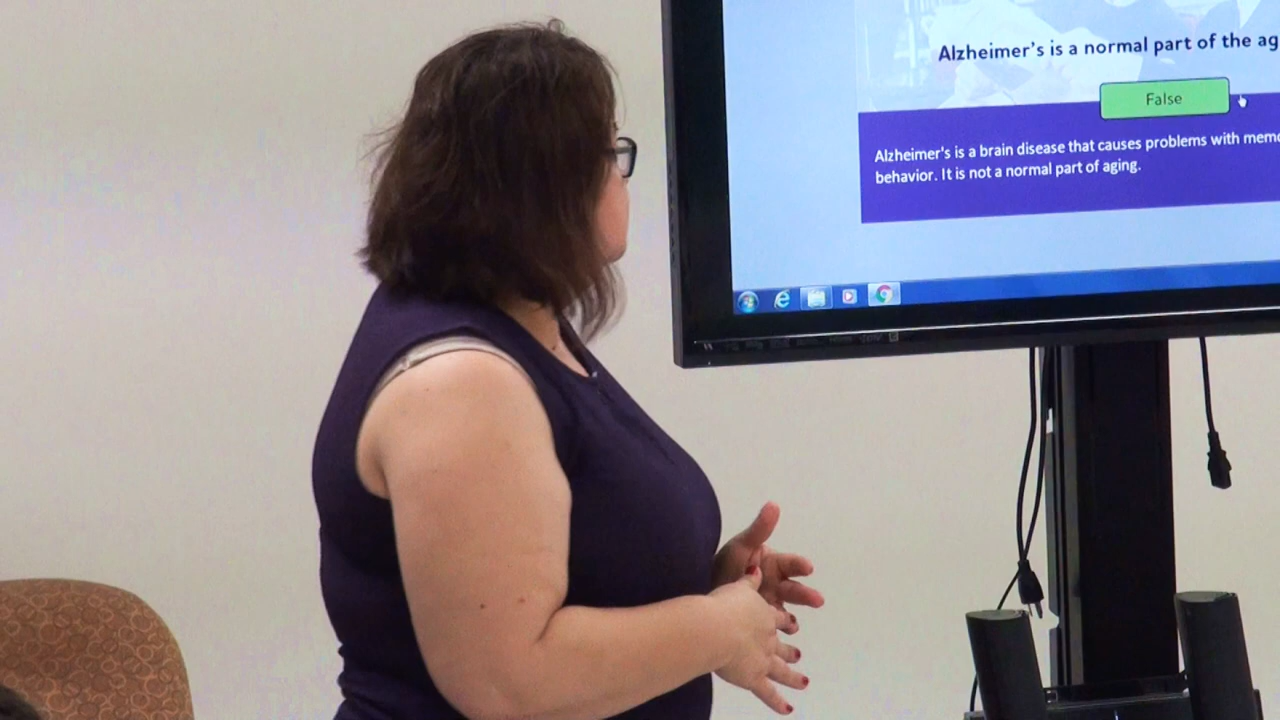 Alzheimer's is a normal part of the ag
False
Alzheimer's is a brain disease that causes problems with memo
behavior. It is not a normal part of aging.